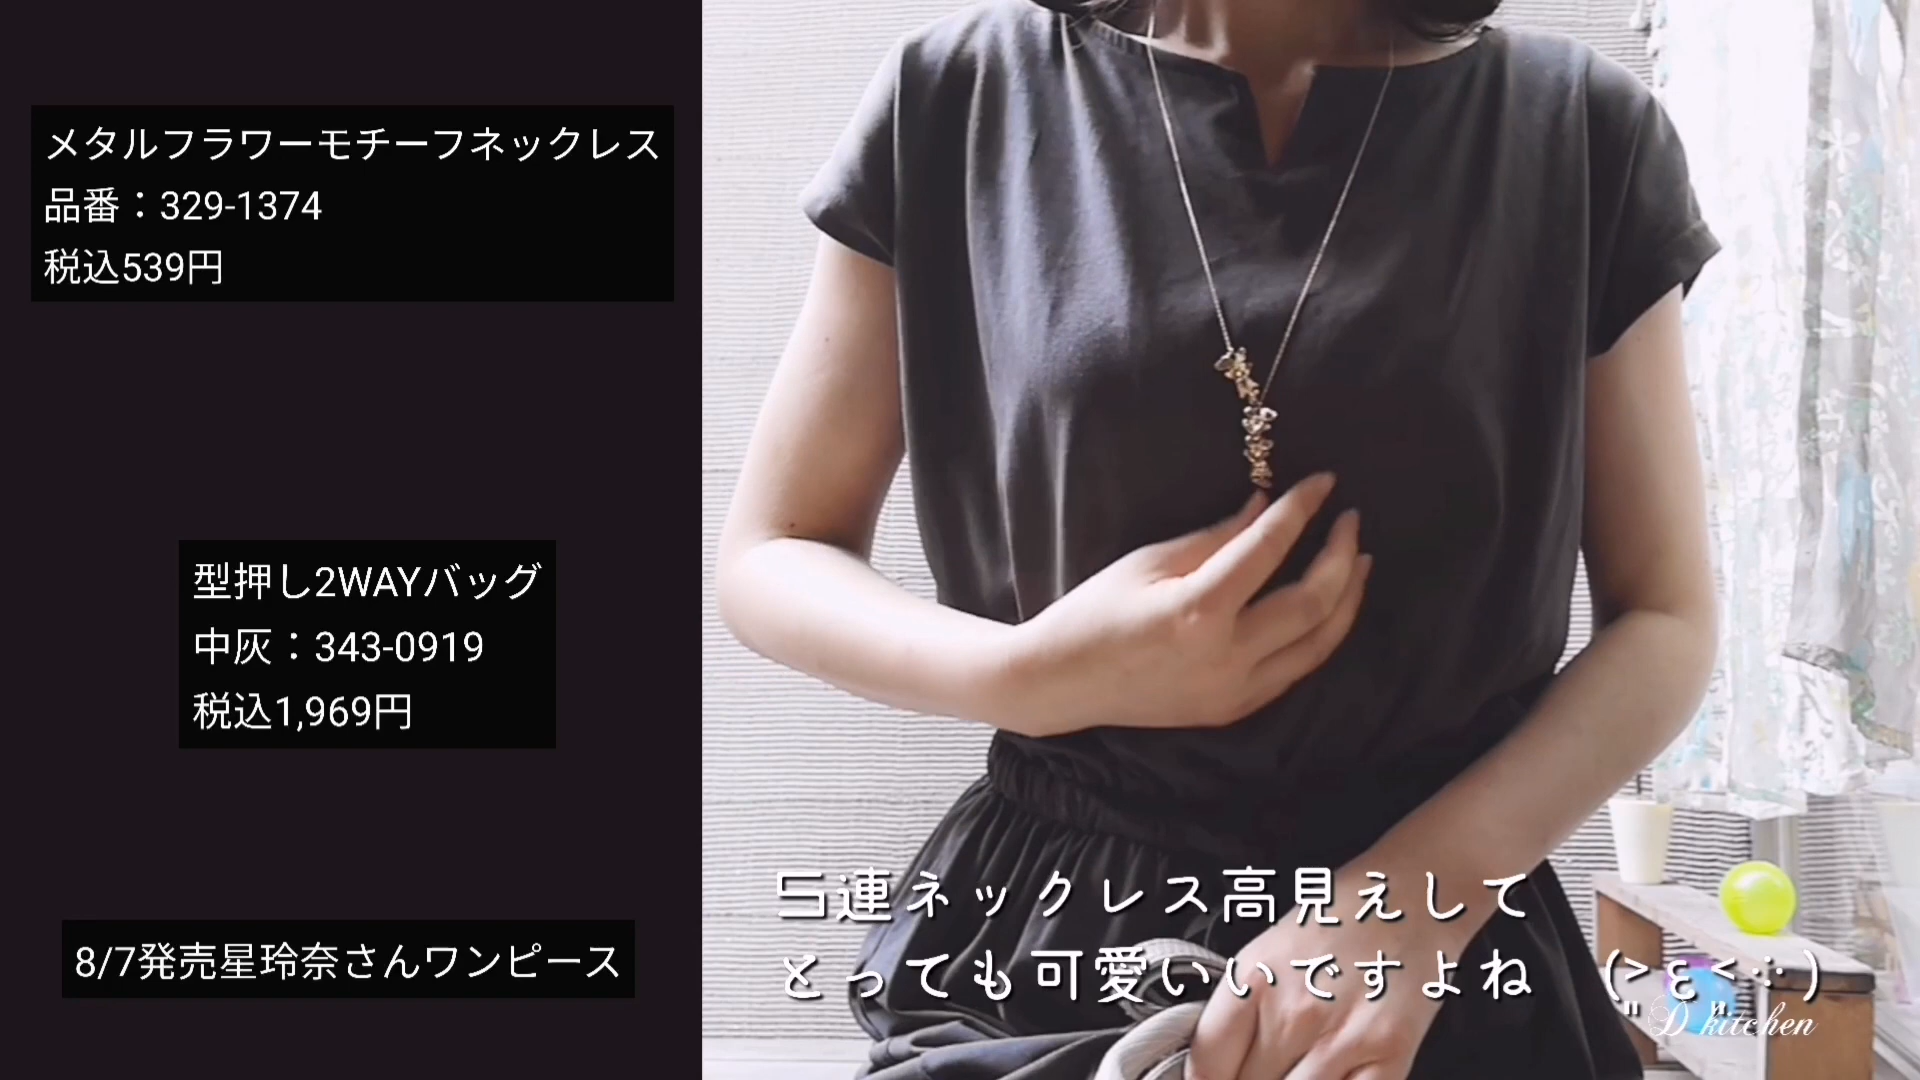 メタルフラワーモチーフネックレス
品番：329-1374
税込539円
型押し2WAYバッグ
中灰：343-0919
税込1,969円
8/7発売星玲奈さんワンピース
5連ネックレス高見えして
とっても可愛いいですよね (>ε<∴)
"D"kitchen